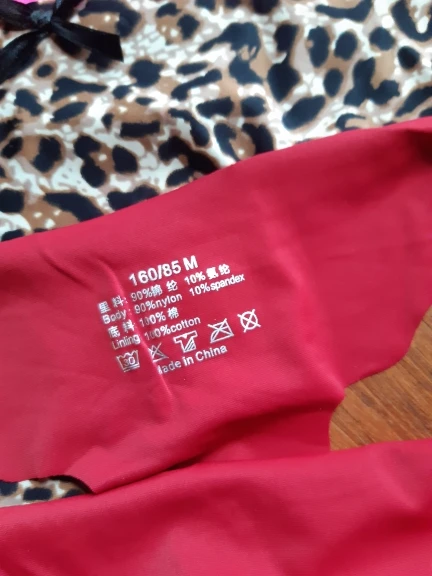 160/85 M
里 料: 90%锦 纶 10%氨纶
Body: 90%nylon 10%spandex
底 料: 100% 棉
Lining 100%cotton
Made in China